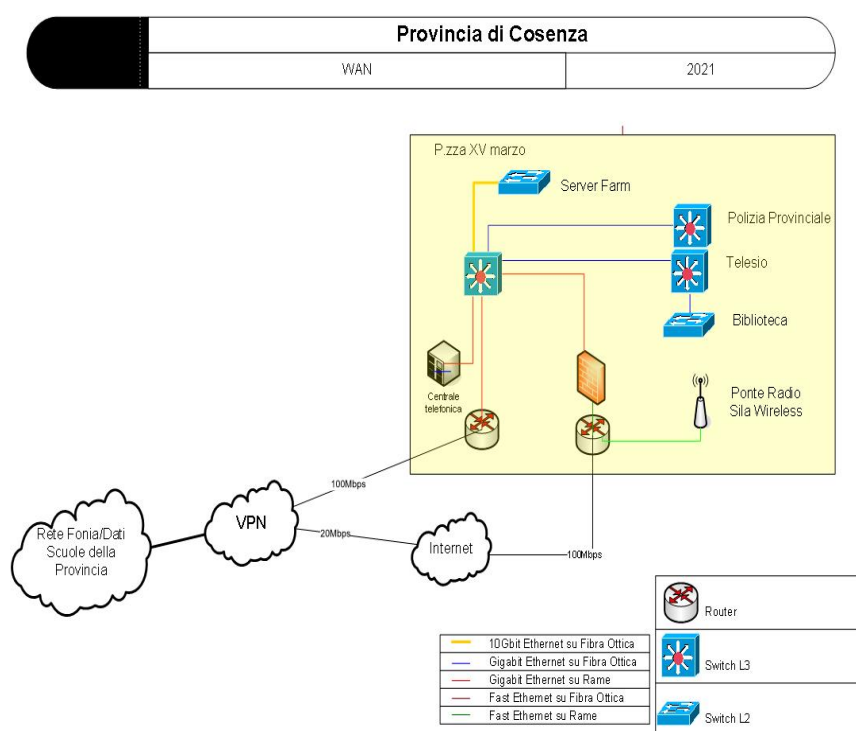 Provincia di Cosenza
WAN
2021
P.zza XV marzo
Server Farm
Polizia Provinciale
Telesio
Biblioteca
Centrale
telefonica
Ponte Radio
Sila Wireless
100Mbps
VPN
Rete Fonia/Dati
Scuole della
Provincia
20Mbps
Internet
100Mbps
Router
10Gbit Ethernet su Fibra Ottica
Gigabit Ethernet su Fibra Ottica
Gigabit Ethernet su Rame
Fast Ethernet su Fibra Ottica
Fast Ethernet su Rame
Switch L3
Switch L2